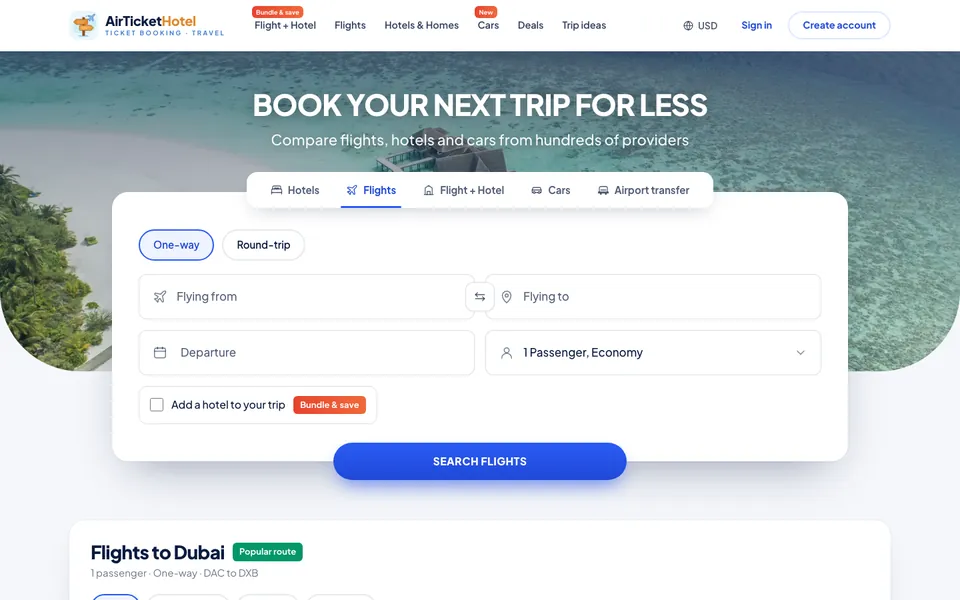 AirTicketHotel
TICKET BOOKING · TRAVEL
Bundle & save
Flight + Hotel
Flights
Hotels & Homes
New
Cars
Deals
Trip ideas
USD
Sign in
Create account
BOOK YOUR NEXT TRIP FOR LESS
Compare flights, hotels and cars from hundreds of providers
Hotels
Flights
Flight + Hotel
Cars
Airport transfer
One-way
Round-trip
Flying from
Flying to
Departure
1 Passenger, Economy
Add a hotel to your trip
Bundle & save
SEARCH FLIGHTS
Flights to Dubai
Popular route
1 passenger · One-way · DAC to DXB